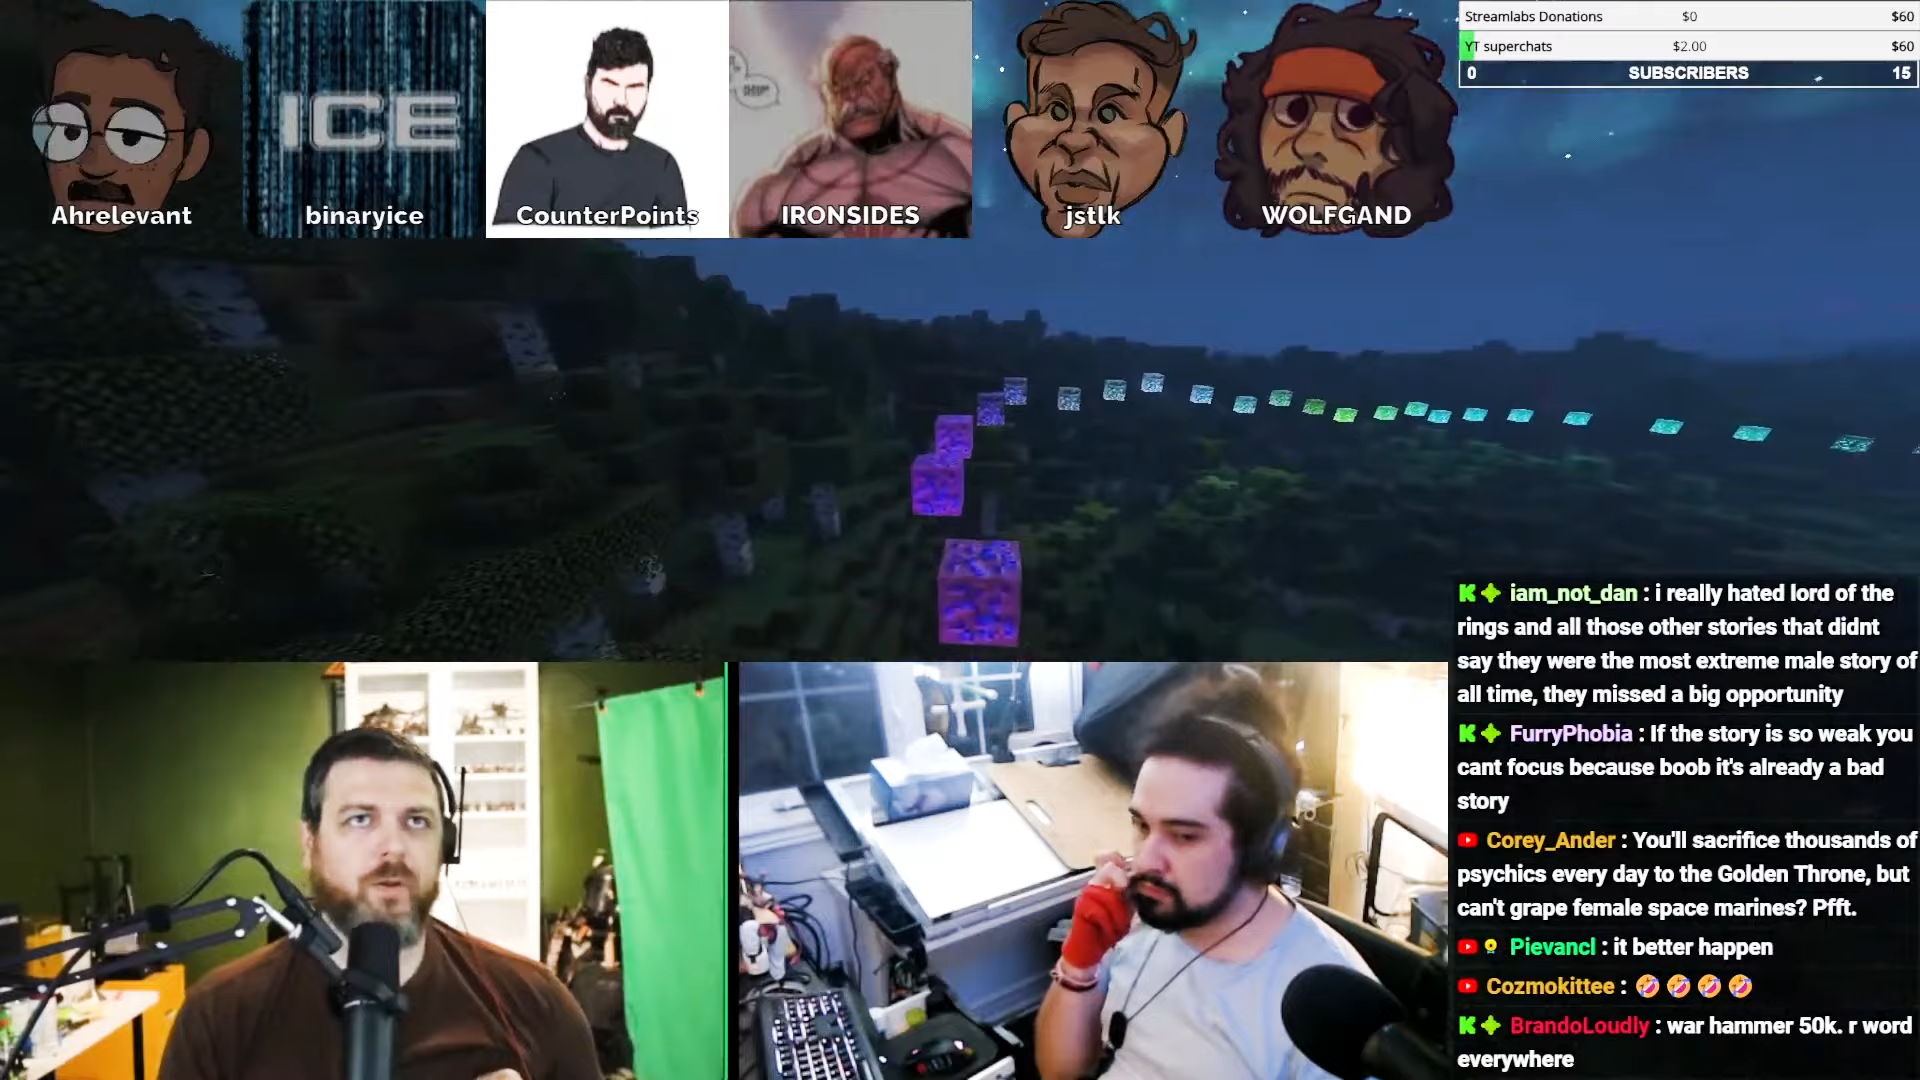 Streamlabs Donations $0 $60
YT superchats $2.00 $60
0 SUBSCRIBERS 15
ICE
Ahrelevant
binaryice
CounterPoints
IRONSIDES
jstlk
WOLFGAND
iam_not_dan : i really hated lord of the
rings and all those other stories that didnt
say they were the most extreme male story of
all time, they missed a big opportunity
FurryPhobia : If the story is so weak you
cant focus because boob it's already a bad
story
Corey_Ander : You'll sacrifice thousands of
psychics every day to the Golden Throne, but
can't grape female space marines? Pfft.
Pievancl : it better happen
Cozmokittee : 🤣 🤣 🤣 🤣
BrandoLoudly : war hammer 50k. r word
everywhere